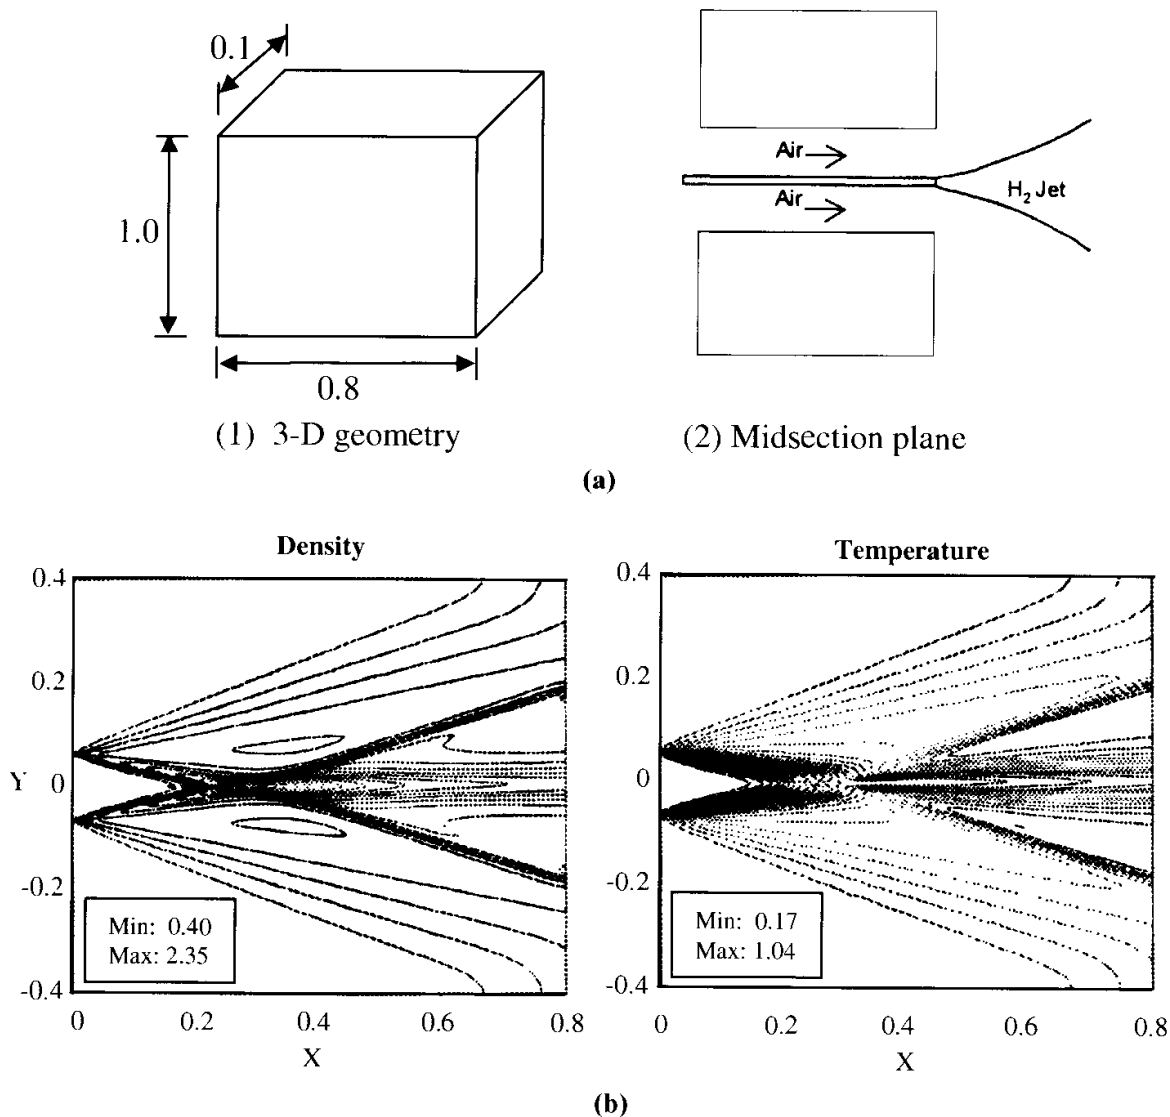 0.1
1.0
0.8
(1) 3-D geometry
Air
Air
H2 Jet
(2) Midsection plane
(a)
Density
0.4
0.2
Y 0
-0.2
-0.4
Min: 0.40
Max: 2.35
0 0.2 0.4 0.6 0.8
X
Temperature
0.4
0.2
0
-0.2
-0.4
Min: 0.17
Max: 1.04
0 0.2 0.4 0.6 0.8
X
(b)